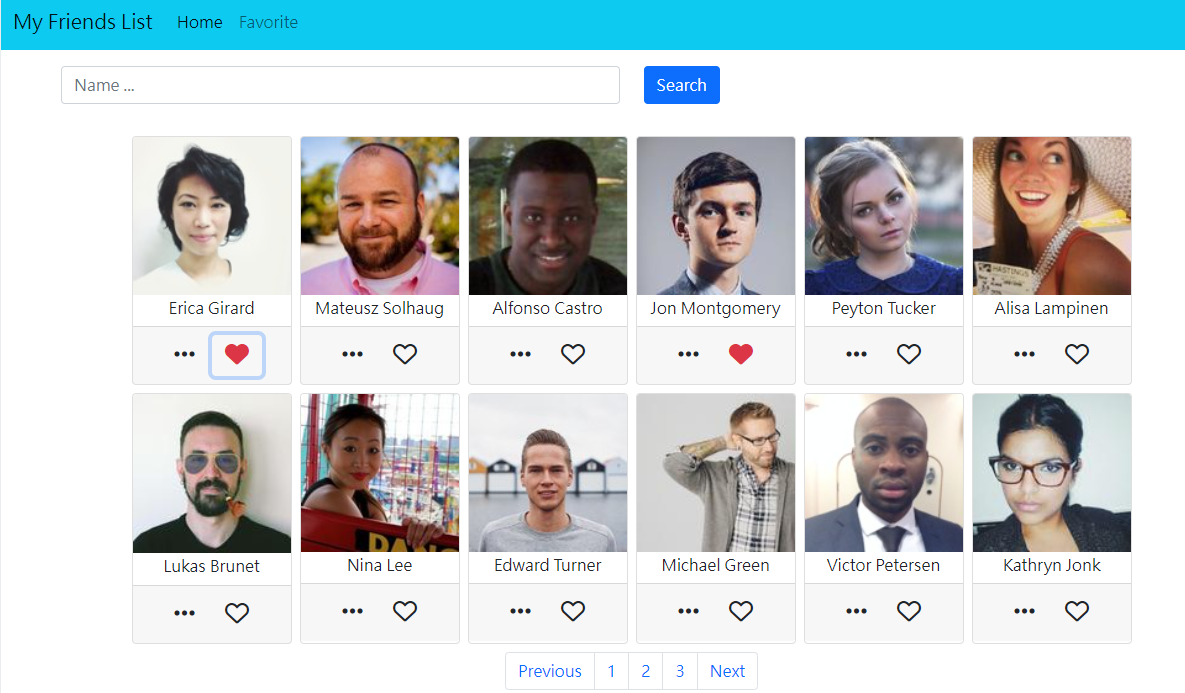 My Friends List Home Favorite
Name ... Search
Erica Girard Mateusz Solhaug Alfonso Castro Jon Montgomery Peyton Tucker Alisa Lampinen
HASTINGS
Lukas Brunet Nina Lee Edward Turner Michael Green Victor Petersen Kathryn Jonk
Previous 1 2 3 Next